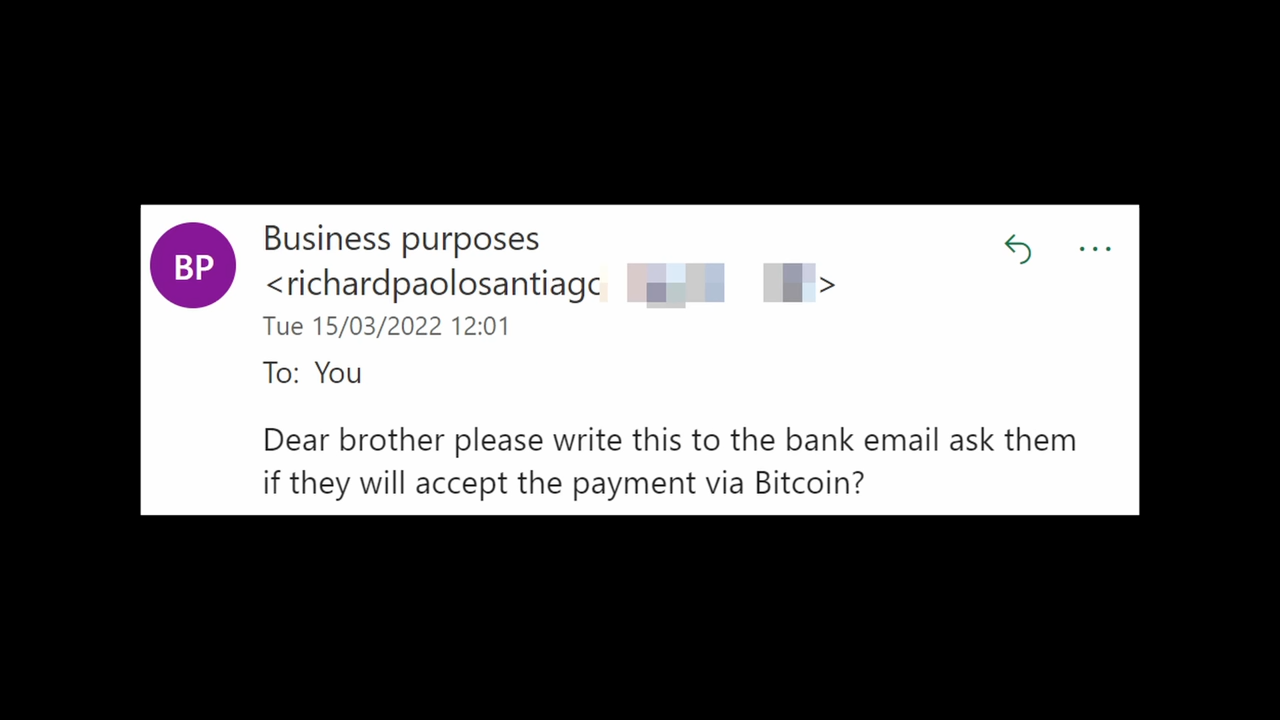 BP
Business purposes
<richardpaolosantiago >
Tue 15/03/2022 12:01
To: You
Dear brother please write this to the bank email ask them
if they will accept the payment via Bitcoin?